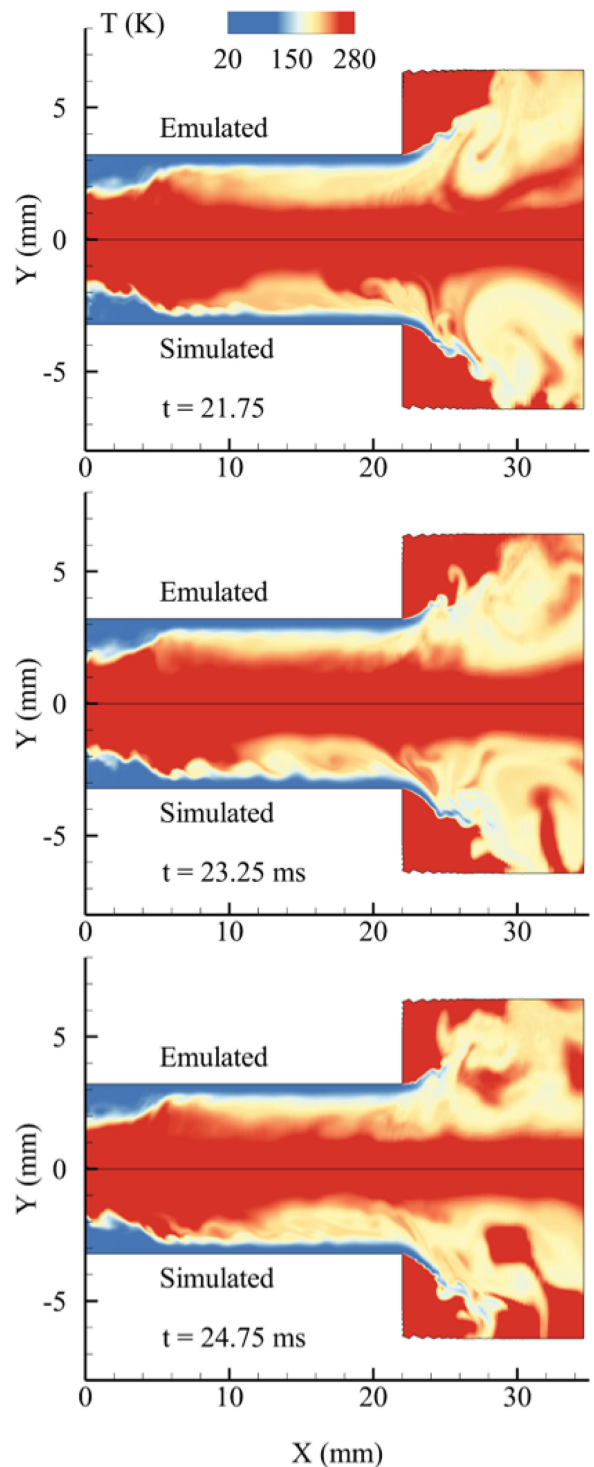 T (K)
20 150 280
5
Emulated
Y (mm)
0
Simulated
-5
t = 21.75
0 10 20 30
5
Emulated
Y (mm)
0
Simulated
-5
t = 23.25 ms
0 10 20 30
5
Emulated
Y (mm)
0
Simulated
-5
t = 24.75 ms
0 10 20 30
X (mm)